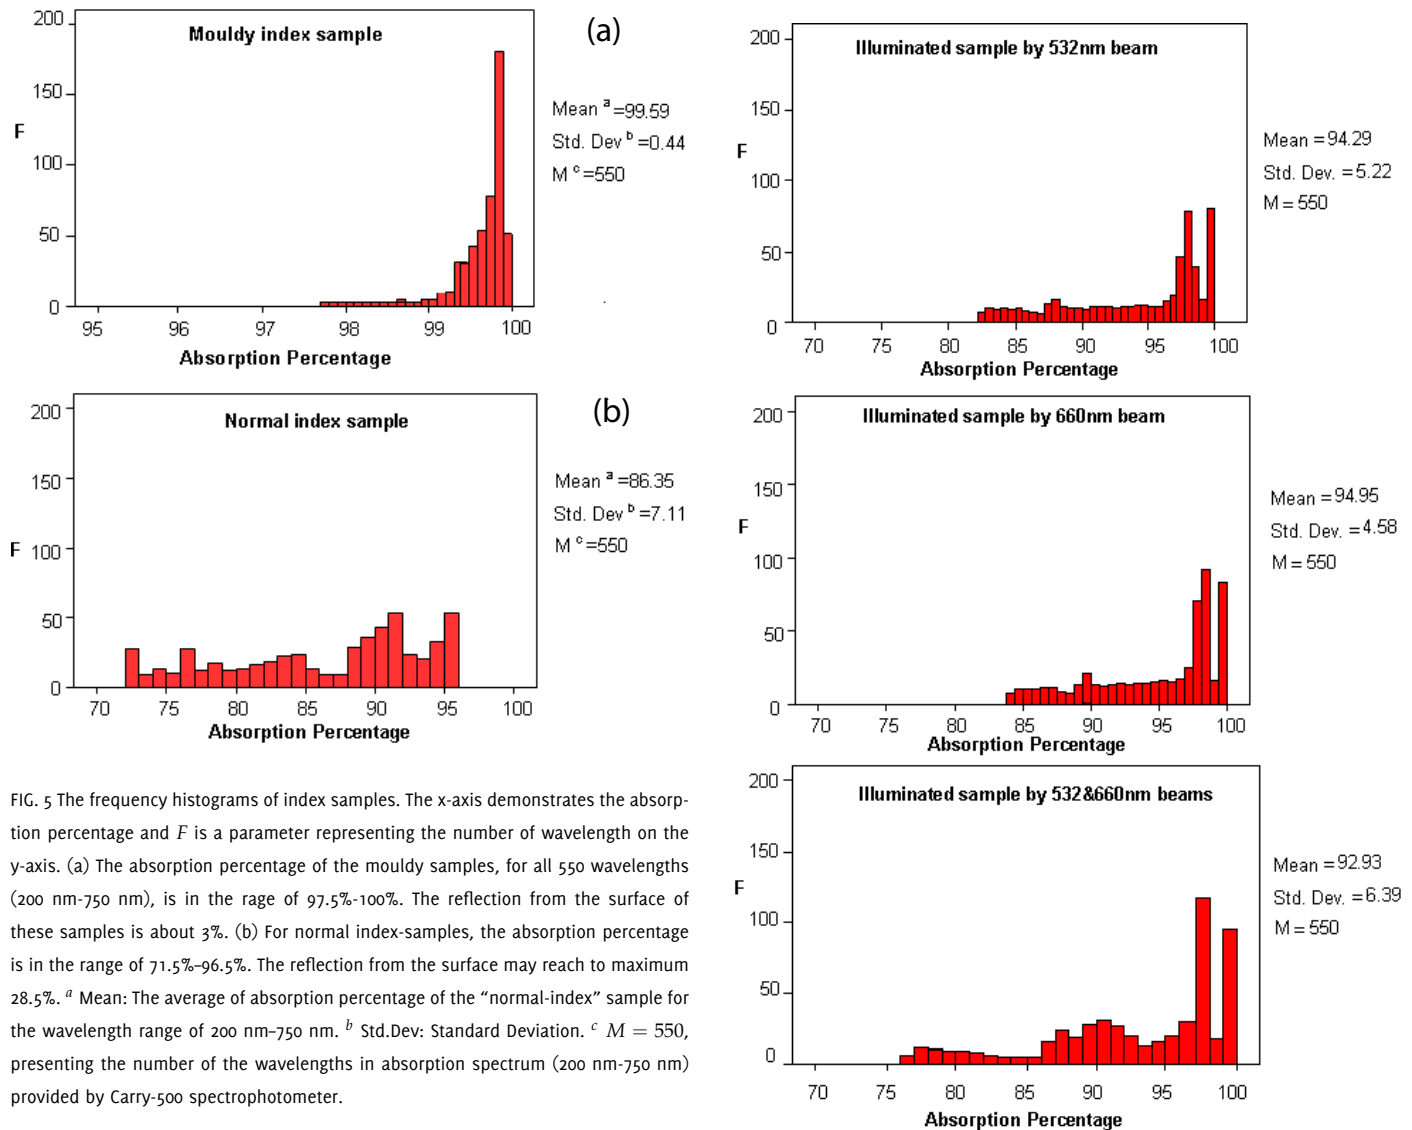 Mouldy index sample
(a)
200
150
100
50
0
F
95 96 97 98 99 100
Absorption Percentage
Mean a =99.59
Std. Dev b =0.44
M c =550
Normal index sample
(b)
200
150
100
50
0
F
70 75 80 85 90 95 100
Absorption Percentage
Mean a =86.35
Std. Dev b =7.11
M c =550
FIG. 5 The frequency histograms of index samples. The x-axis demonstrates the absorp-
tion percentage and F is a parameter representing the number of wavelength on the
y-axis. (a) The absorption percentage of the mouldy samples, for all 550 wavelengths
(200 nm-750 nm), is in the rage of 97.5%-100%. The reflection from the surface of
these samples is about 3%. (b) For normal index-samples, the absorption percentage
is in the range of 71.5%–96.5%. The reflection from the surface may reach to maximum
28.5%. a Mean: The average of absorption percentage of the “normal-index” sample for
the wavelength range of 200 nm–750 nm. b Std.Dev: Standard Deviation. c M = 550,
presenting the number of the wavelengths in absorption spectrum (200 nm-750 nm)
provided by Carry-500 spectrophotometer.
Illuminated sample by 532nm beam
200
150
100
50
0
F
70 75 80 85 90 95 100
Absorption Percentage
Mean = 94.29
Std. Dev. = 5.22
M = 550
Illuminated sample by 660nm beam
200
150
100
50
0
F
70 75 80 85 90 95 100
Absorption Percentage
Mean = 94.95
Std. Dev. = 4.58
M = 550
Illuminated sample by 532&660nm beams
200
150
100
50
0
F
70 75 80 85 90 95 100
Absorption Percentage
Mean = 92.93
Std. Dev. = 6.39
M = 550